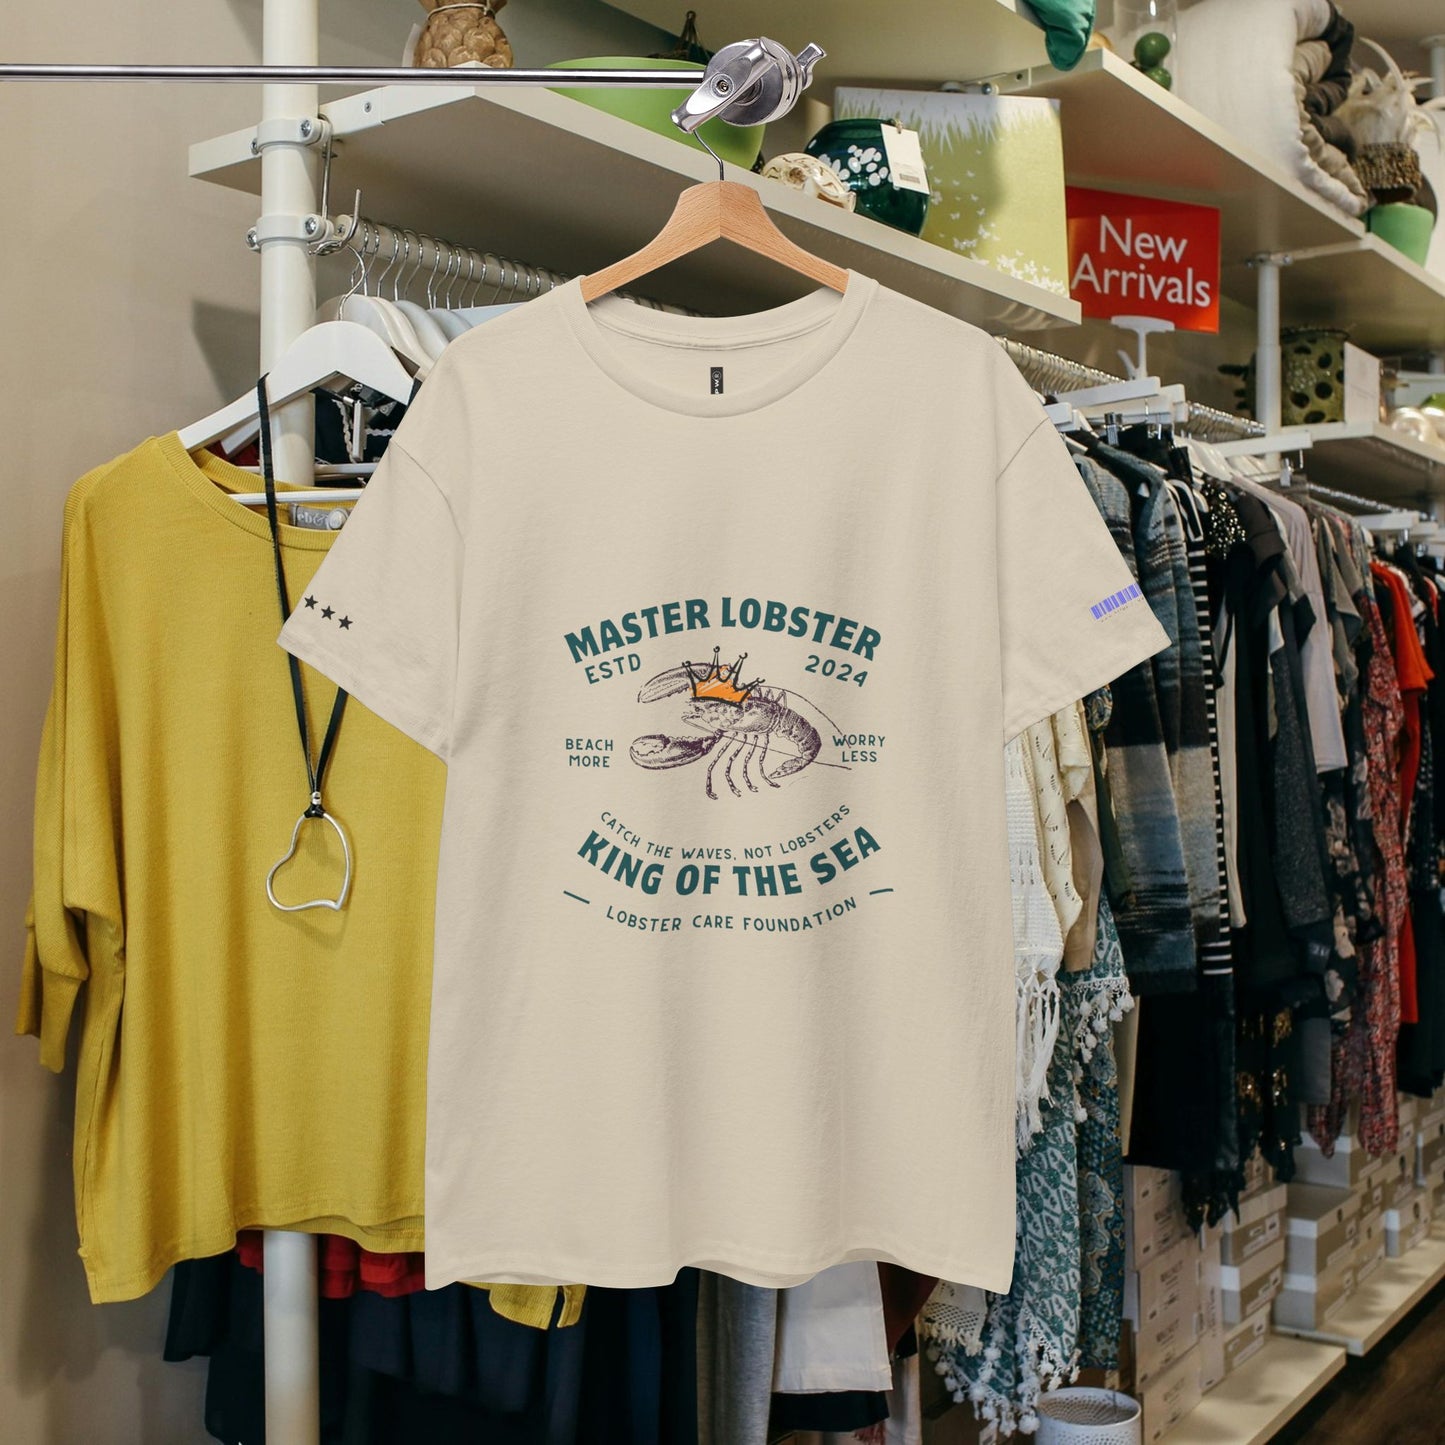 New
Arrivals
MASTER LOBSTER
ESTD 2024
BEACH
MORE
WORRY
LESS
CATCH THE WAVES, NOT LOBSTERS
KING OF THE SEA
LOBSTER CARE FOUNDATION